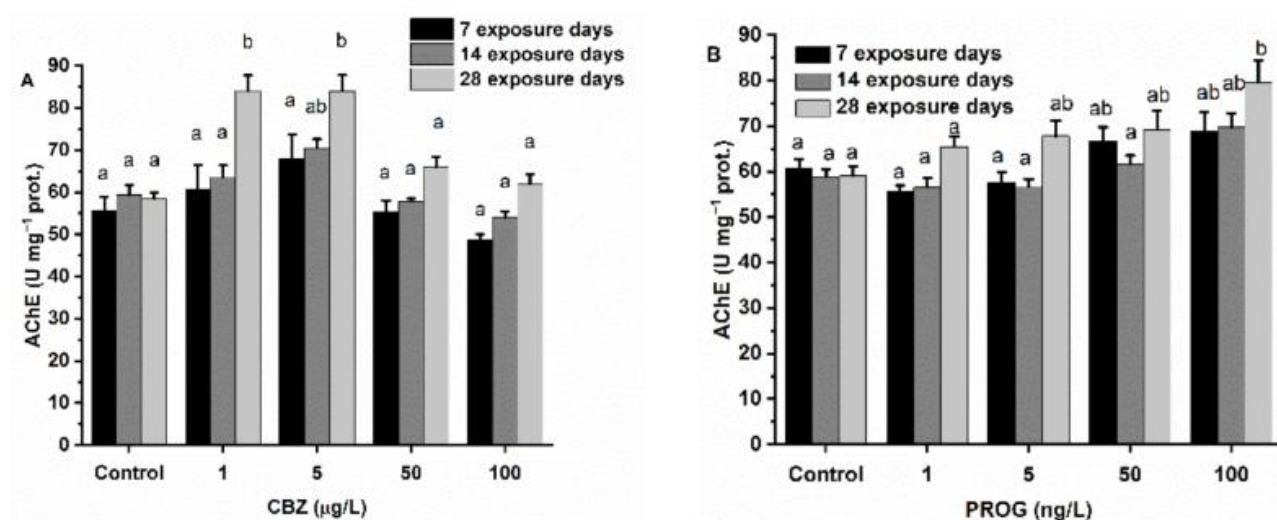 A
7 exposure days
14 exposure days
28 exposure days
AChE (U mg⁻¹ prot.)
90
80
70
60
50
40
30
20
10
0
a a a
a a b
a ab b
a a a
a a a
Control 1 5 50 100
CBZ (µg/L)
B
7 exposure days
14 exposure days
28 exposure days
AChE (U mg⁻¹ prot.)
90
80
70
60
50
40
30
20
10
0
a a a
a a a
a a ab
ab a ab
ab ab b
Control 1 5 50 100
PROG (ng/L)